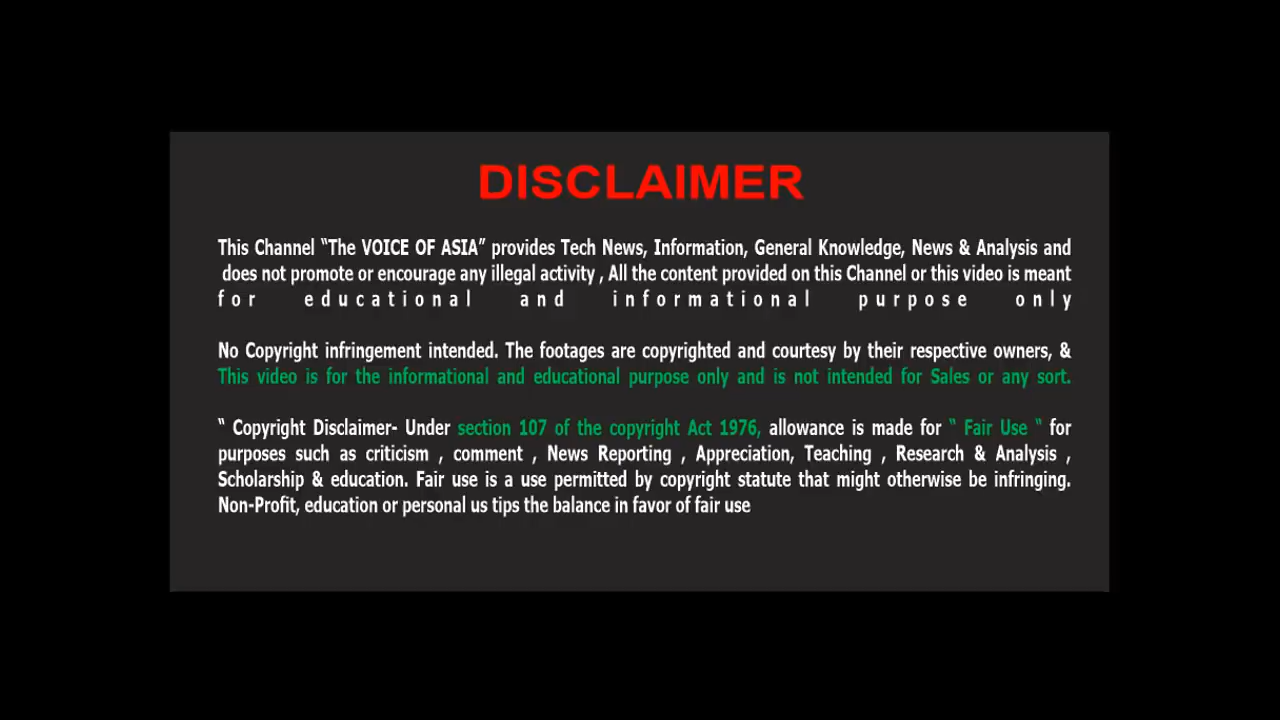 DISCLAIMER
This Channel “The VOICE OF ASIA” provides Tech News, Information, General Knowledge, News & Analysis and
does not promote or encourage any illegal activity , All the content provided on this Channel or this video is meant
for educational and informational purpose only
No Copyright infringement intended. The footages are copyrighted and courtesy by their respective owners, &
This video is for the informational and educational purpose only and is not intended for Sales or any sort.
“ Copyright Disclaimer- Under section 107 of the copyright Act 1976, allowance is made for “ Fair Use “ for
purposes such as criticism , comment , News Reporting , Appreciation, Teaching , Research & Analysis ,
Scholarship & education. Fair use is a use permitted by copyright statute that might otherwise be infringing.
Non-Profit, education or personal us tips the balance in favor of fair use